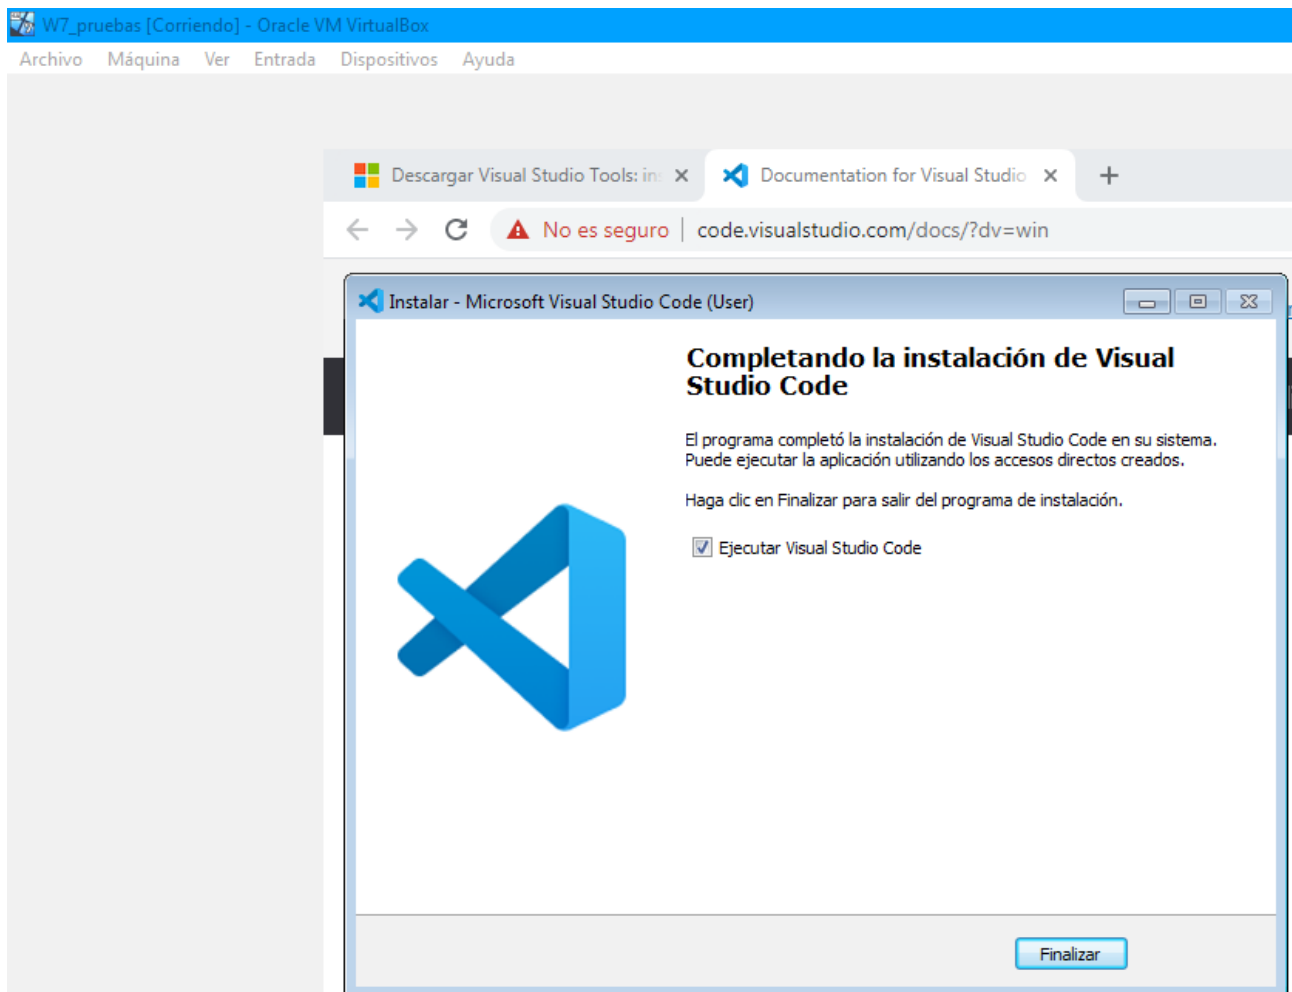 W7_pruebas [Corriendo] - Oracle VM VirtualBox
Archivo Máquina Ver Entrada Dispositivos Ayuda
Descargar Visual Studio Tools: ins
Documentation for Visual Studio
No es seguro | code.visualstudio.com/docs/?dv=win
Instalar - Microsoft Visual Studio Code (User)
Completando la instalación de Visual
Studio Code
El programa completó la instalación de Visual Studio Code en su sistema.
Puede ejecutar la aplicación utilizando los accesos directos creados.
Haga clic en Finalizar para salir del programa de instalación.
Ejecutar Visual Studio Code
Finalizar